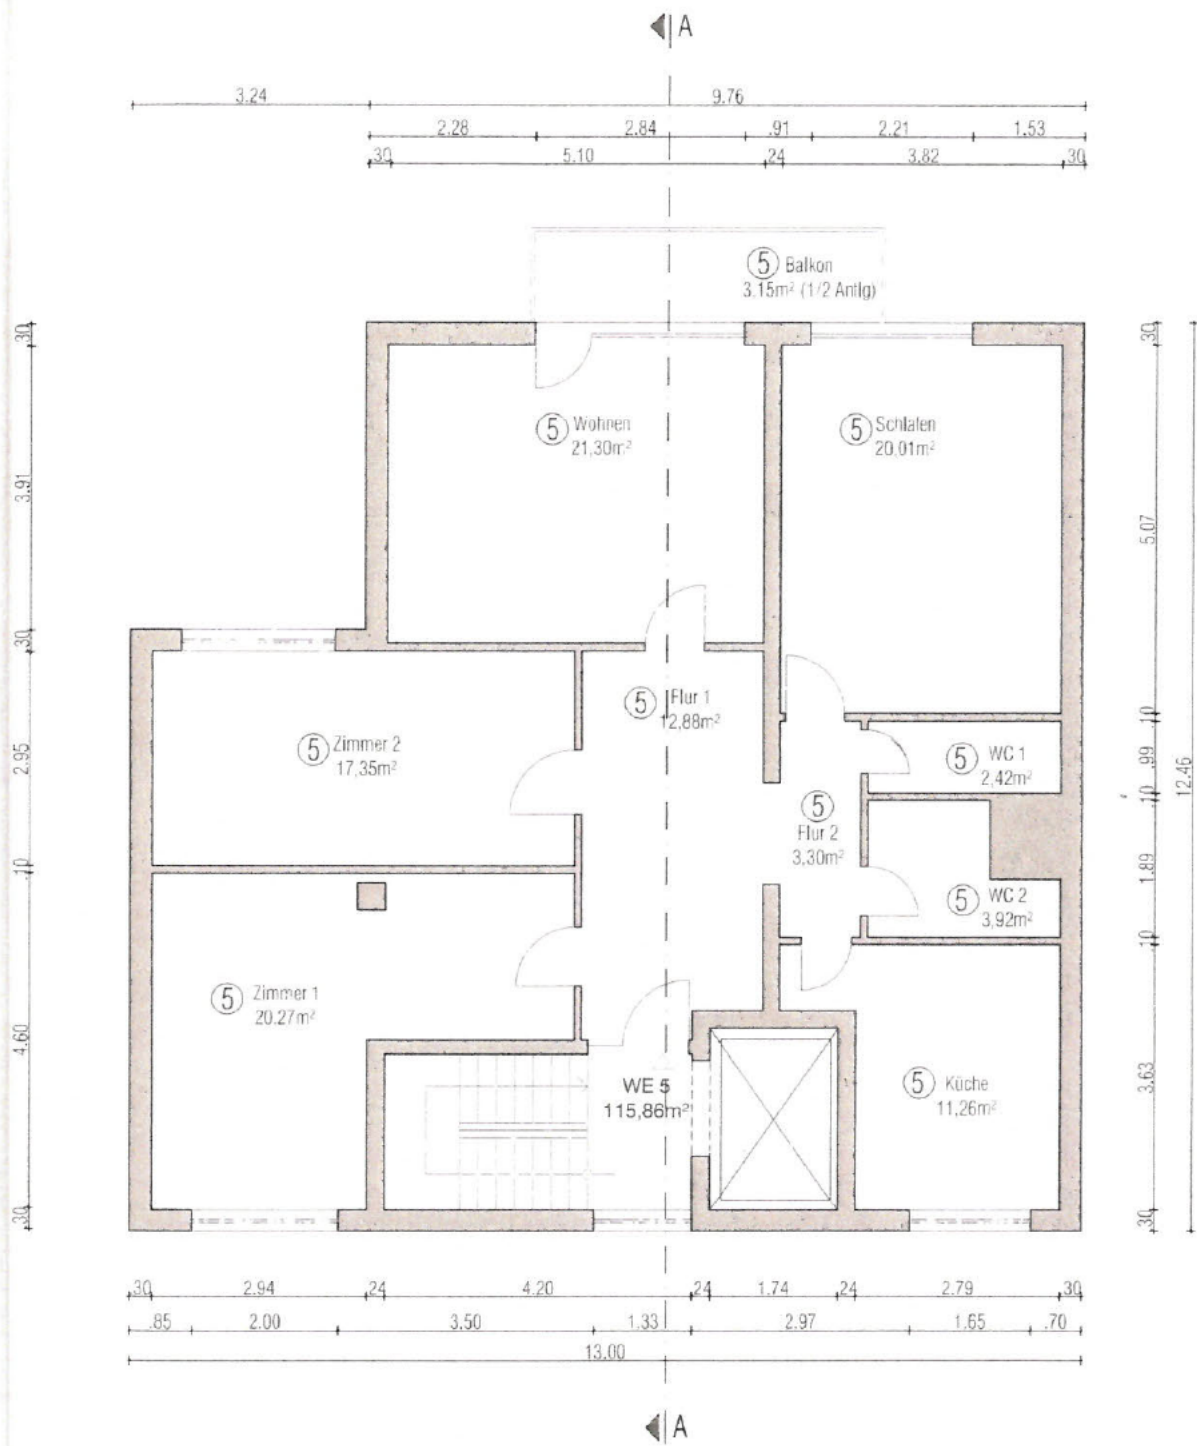 A
3.24
9.76
2.28
2.84
.91
2.21
1.53
30
5.10
24
3.82
30
5 Balkon
3.15m² (1/2 Antlg)
30
3.91
30
2.95
.10
4.60
30
5 Wohnen
21,30m²
5 Schlafen
20,01m²
5 Flur 1
12,88m²
5 Zimmer 2
17,35m²
5 WC 1
2,42m²
5
Flur 2
3,30m²
5 WC 2
3,92m²
5 Zimmer 1
20.27m²
WE 5
115,86m²
5 Küche
11,26m²
30
5.07
.10
.99
.10
1.89
.10
3.63
30
12.46
.30
2.94
24
4.20
24
1.74
24
2.79
30
.85
2.00
3.50
1.33
2.97
1.65
.70
13.00
A